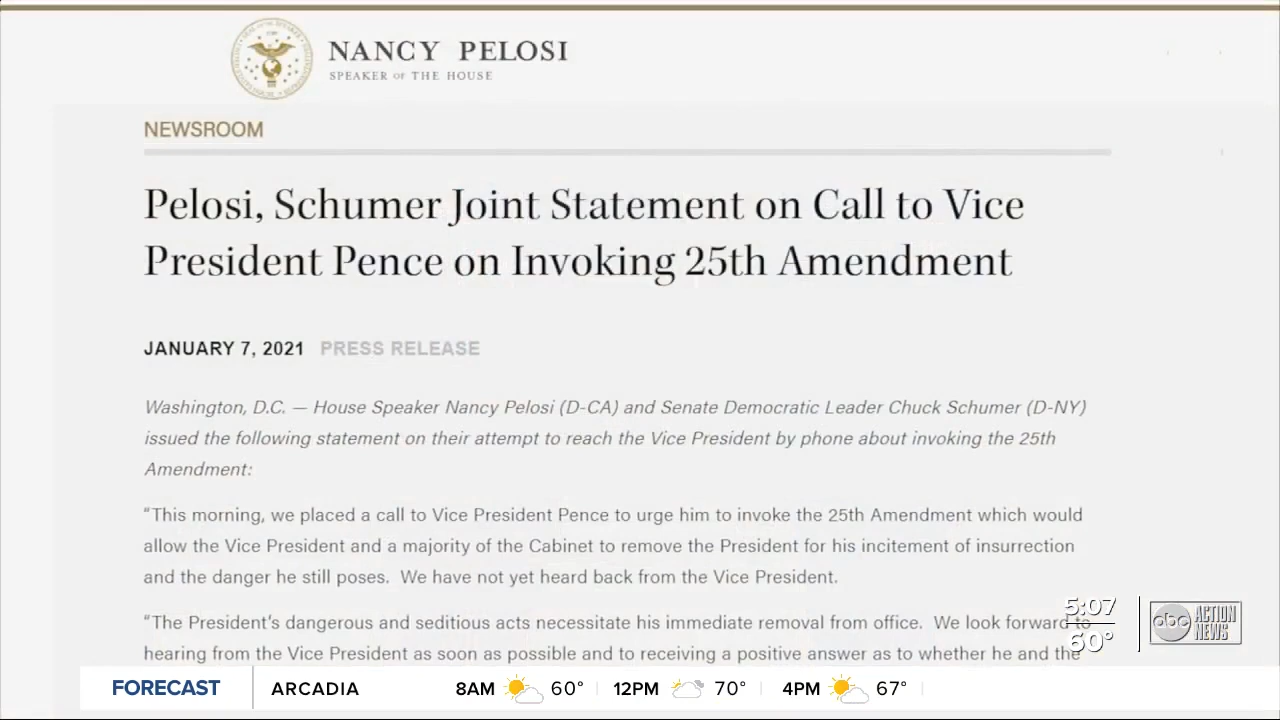 NANCY PELOSI
SPEAKER OF THE HOUSE
NEWSROOM
Pelosi, Schumer Joint Statement on Call to Vice
President Pence on Invoking 25th Amendment
JANUARY 7, 2021 PRESS RELEASE
Washington, D.C. — House Speaker Nancy Pelosi (D-CA) and Senate Democratic Leader Chuck Schumer (D-NY)
issued the following statement on their attempt to reach the Vice President by phone about invoking the 25th
Amendment:
“This morning, we placed a call to Vice President Pence to urge him to invoke the 25th Amendment which would
allow the Vice President and a majority of the Cabinet to remove the President for his incitement of insurrection
and the danger he still poses.  We have not yet heard back from the Vice President.
“The President’s dangerous and seditious acts necessitate his immediate removal from office.  We look forward to
hearing from the Vice President as soon as possible and to receiving a positive answer as to whether he and the
5:07
60°
abc ACTION
NEWS
FORECAST ARCADIA 8AM 60° 12PM 70° 4PM 67°